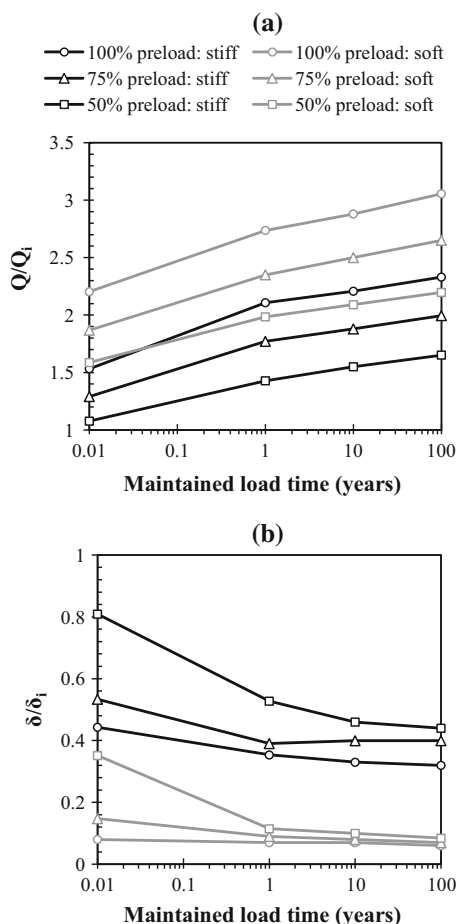 (a)
100% preload: stiff 100% preload: soft
75% preload: stiff 75% preload: soft
50% preload: stiff 50% preload: soft
3.5
3
2.5
2
1.5
1
Q/Qi
0.01 0.1 1 10 100
Maintained load time (years)
(b)
1
0.8
0.6
0.4
0.2
0
δ/δi
0.01 0.1 1 10 100
Maintained load time (years)